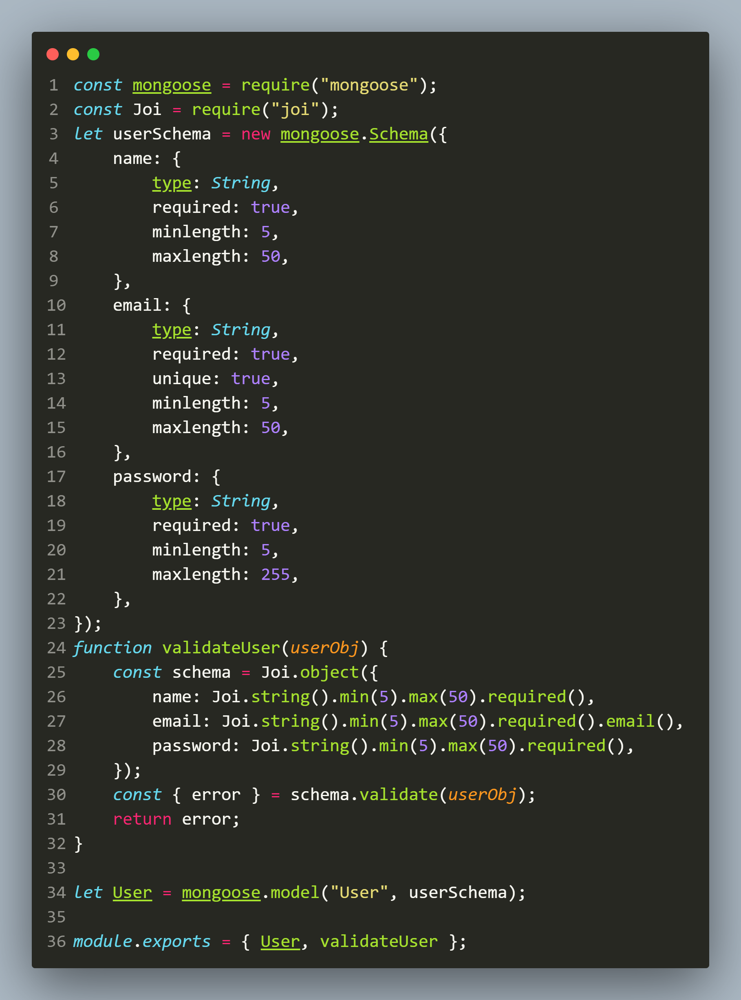 1 const mongoose = require("mongoose");
2 const Joi = require("joi");
3 let userSchema = new mongoose.Schema({
4     name: {
5         type: String,
6         required: true,
7         minlength: 5,
8         maxlength: 50,
9     },
10     email: {
11         type: String,
12         required: true,
13         unique: true,
14         minlength: 5,
15         maxlength: 50,
16     },
17     password: {
18         type: String,
19         required: true,
20         minlength: 5,
21         maxlength: 255,
22     },
23 });
24 function validateUser(userObj) {
25     const schema = Joi.object({
26         name: Joi.string().min(5).max(50).required(),
27         email: Joi.string().min(5).max(50).required().email(),
28         password: Joi.string().min(5).max(50).required(),
29     });
30     const { error } = schema.validate(userObj);
31     return error;
32 }
33
34 let User = mongoose.model("User", userSchema);
35
36 module.exports = { User, validateUser };